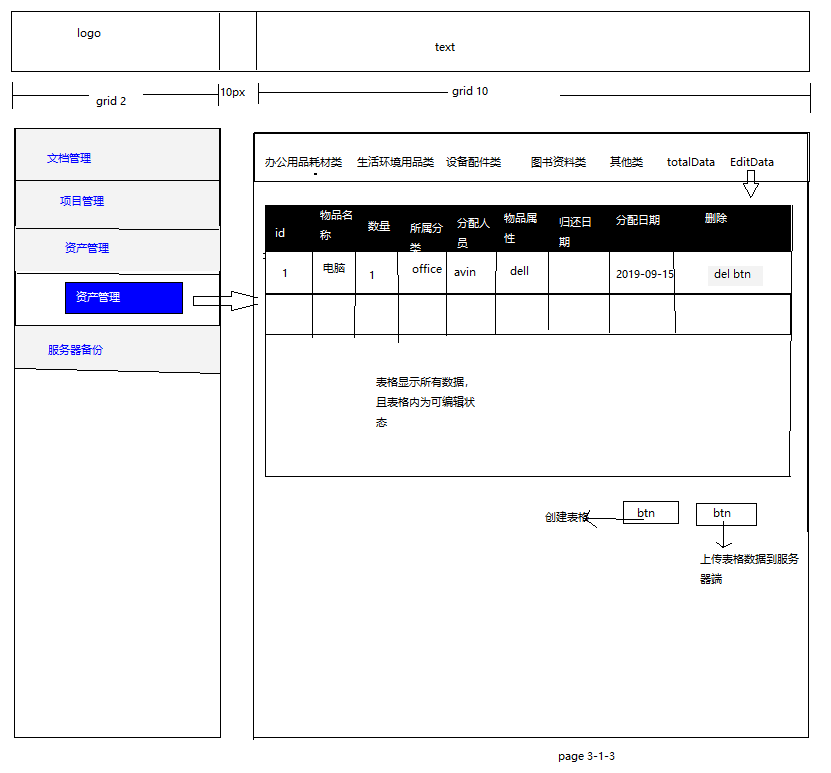 logo
text
grid 2
10px
grid 10
文档管理
项目管理
资产管理
资产管理
服务器备份
办公用品耗材类 生活环境用品类 设备配件类 图书资料类 其他类 totalData EditData
id
物品名
称
数量
所属分
类
分配人
员
物品属
性
归还日
期
分配日期
删除
1 电脑 1 office avin dell 2019-09-15 del btn
表格显示所有数据，
且表格内为可编辑状
态
创建表格
btn
btn
上传表格数据到服务
器端
page 3-1-3